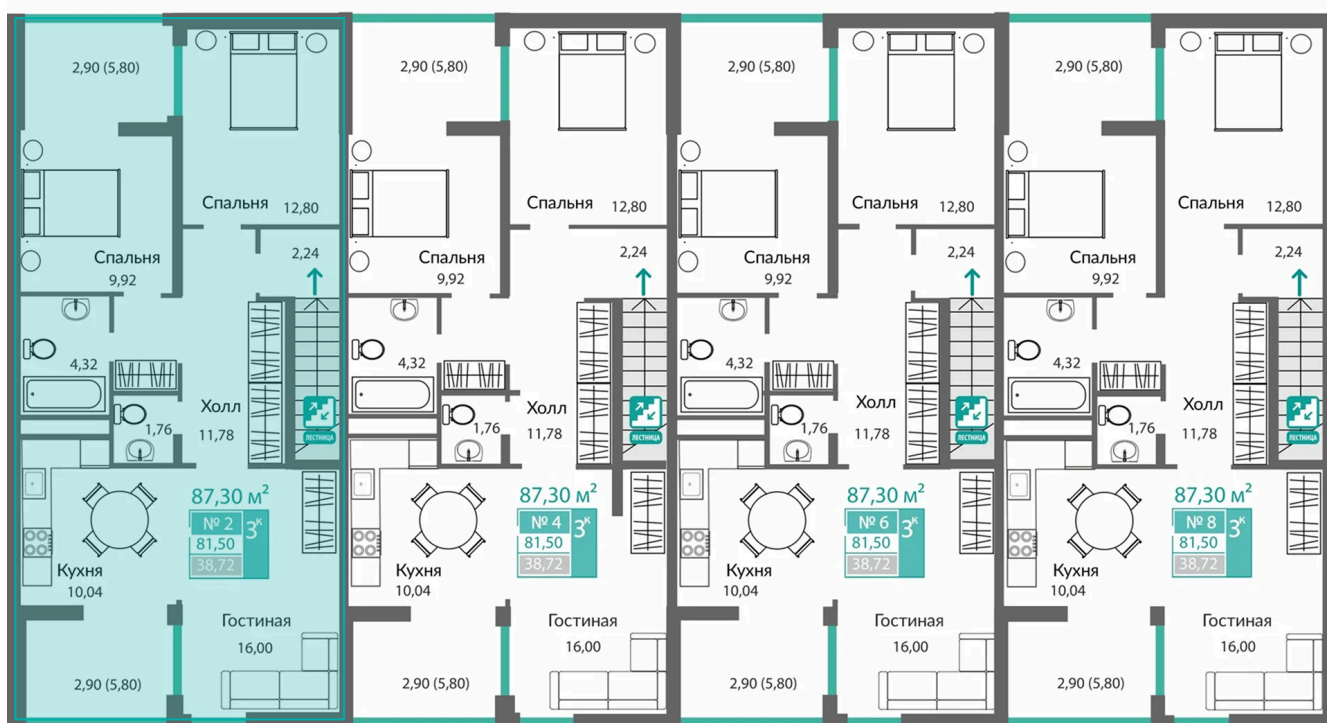 2,90 (5,80)
Спальня 12,80
2,24
Спальня
9,92
4,32
1,76
Холл
11,78
ЛЕСТНИЦА
87,30 м²
№ 2
3к
81,50
38,72
Кухня
10,04
Гостиная
16,00
2,90 (5,80)
2,90 (5,80)
Спальня 12,80
2,24
Спальня
9,92
4,32
1,76
Холл
11,78
ЛЕСТНИЦА
87,30 м²
№ 4
3к
81,50
38,72
Кухня
10,04
Гостиная
16,00
2,90 (5,80)
2,90 (5,80)
Спальня 12,80
2,24
Спальня
9,92
4,32
1,76
Холл
11,78
ЛЕСТНИЦА
87,30 м²
№ 6
3к
81,50
38,72
Кухня
10,04
Гостиная
16,00
2,90 (5,80)
2,90 (5,80)
Спальня 12,80
2,24
Спальня
9,92
4,32
1,76
Холл
11,78
ЛЕСТНИЦА
87,30 м²
№ 8
3к
81,50
38,72
Кухня
10,04
Гостиная
16,00
2,90 (5,80)